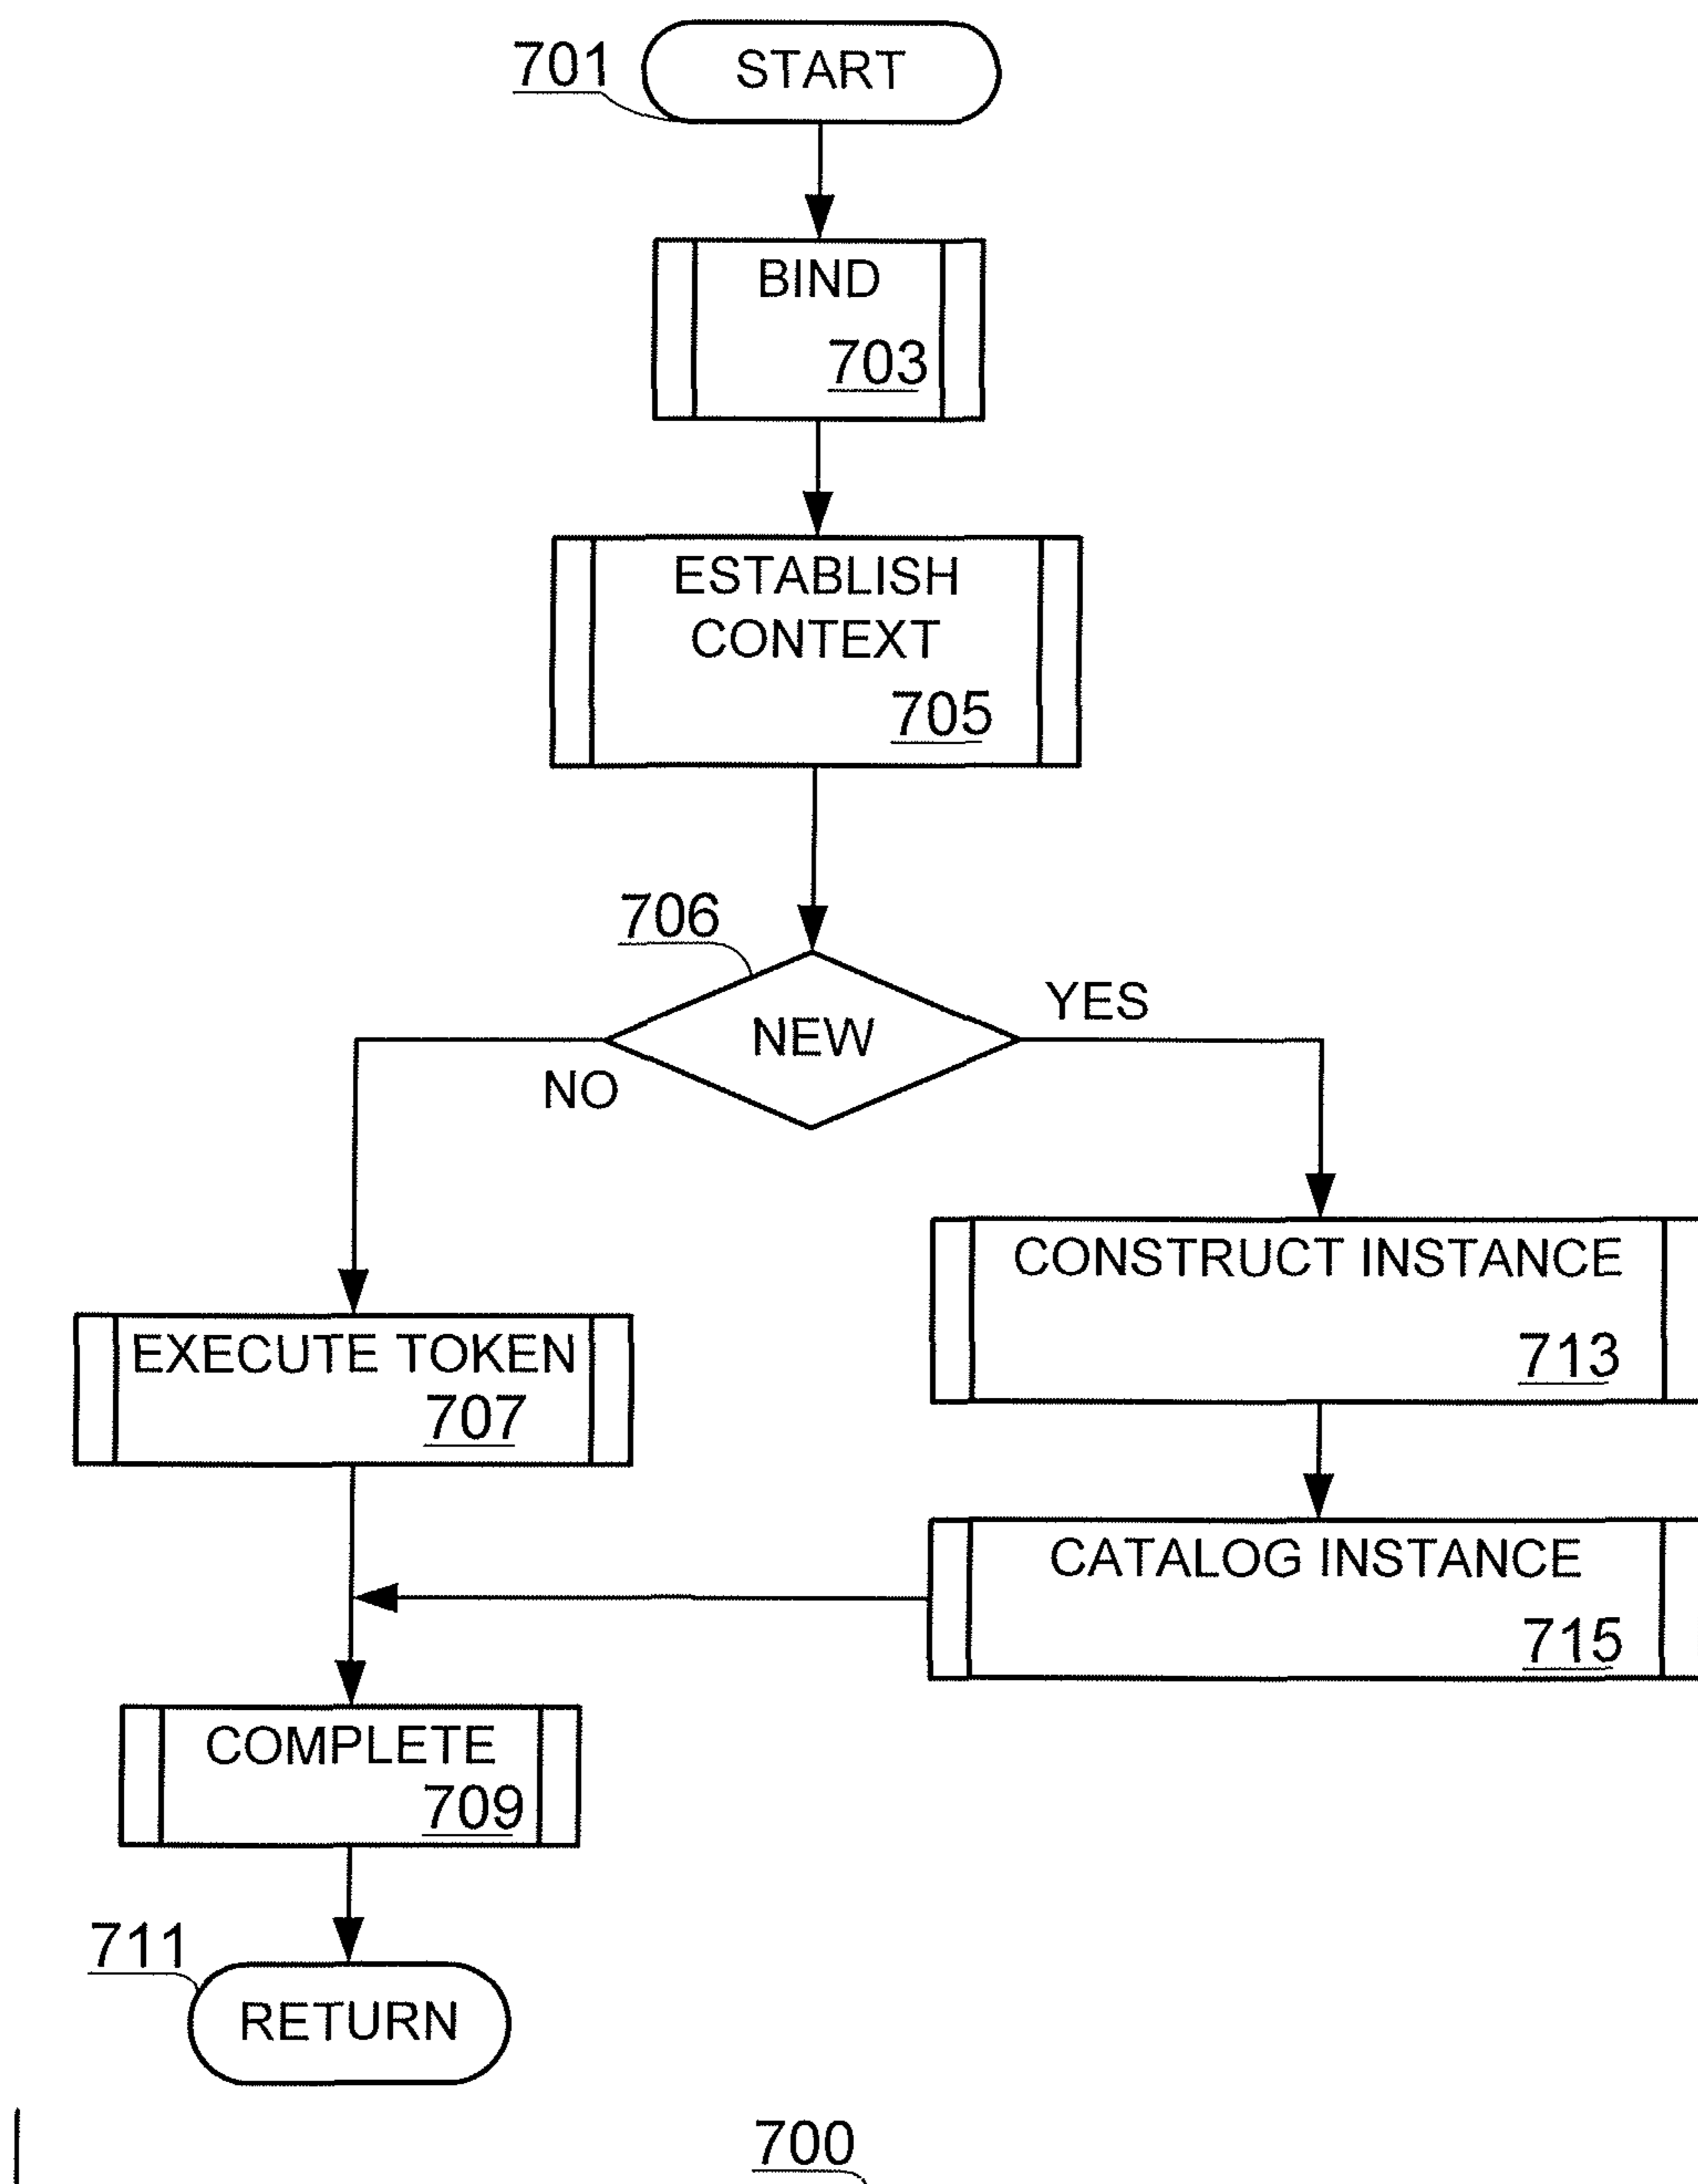 701
START
BIND
703
ESTABLISH
CONTEXT
705
706
NEW
YES
NO
CONSTRUCT INSTANCE
713
EXECUTE TOKEN
707
CATALOG INSTANCE
715
COMPLETE
709
711
RETURN
700